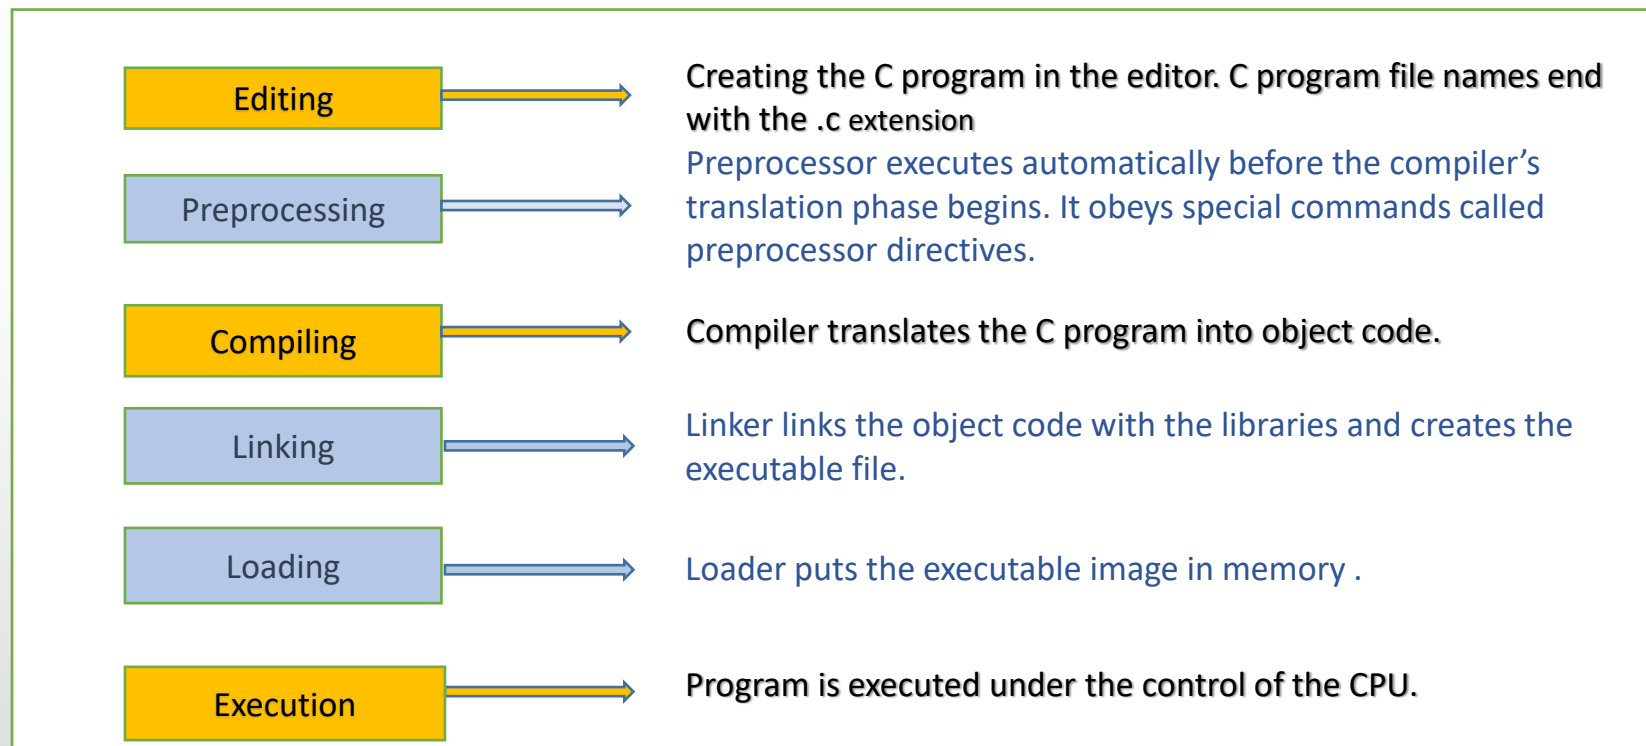 Editing
Creating the C program in the editor. C program file names end
with the .c extension
Preprocessing
Preprocessor executes automatically before the compiler’s
translation phase begins. It obeys special commands called
preprocessor directives.
Compiling
Compiler translates the C program into object code.
Linking
Linker links the object code with the libraries and creates the
executable file.
Loading
Loader puts the executable image in memory .
Execution
Program is executed under the control of the CPU.